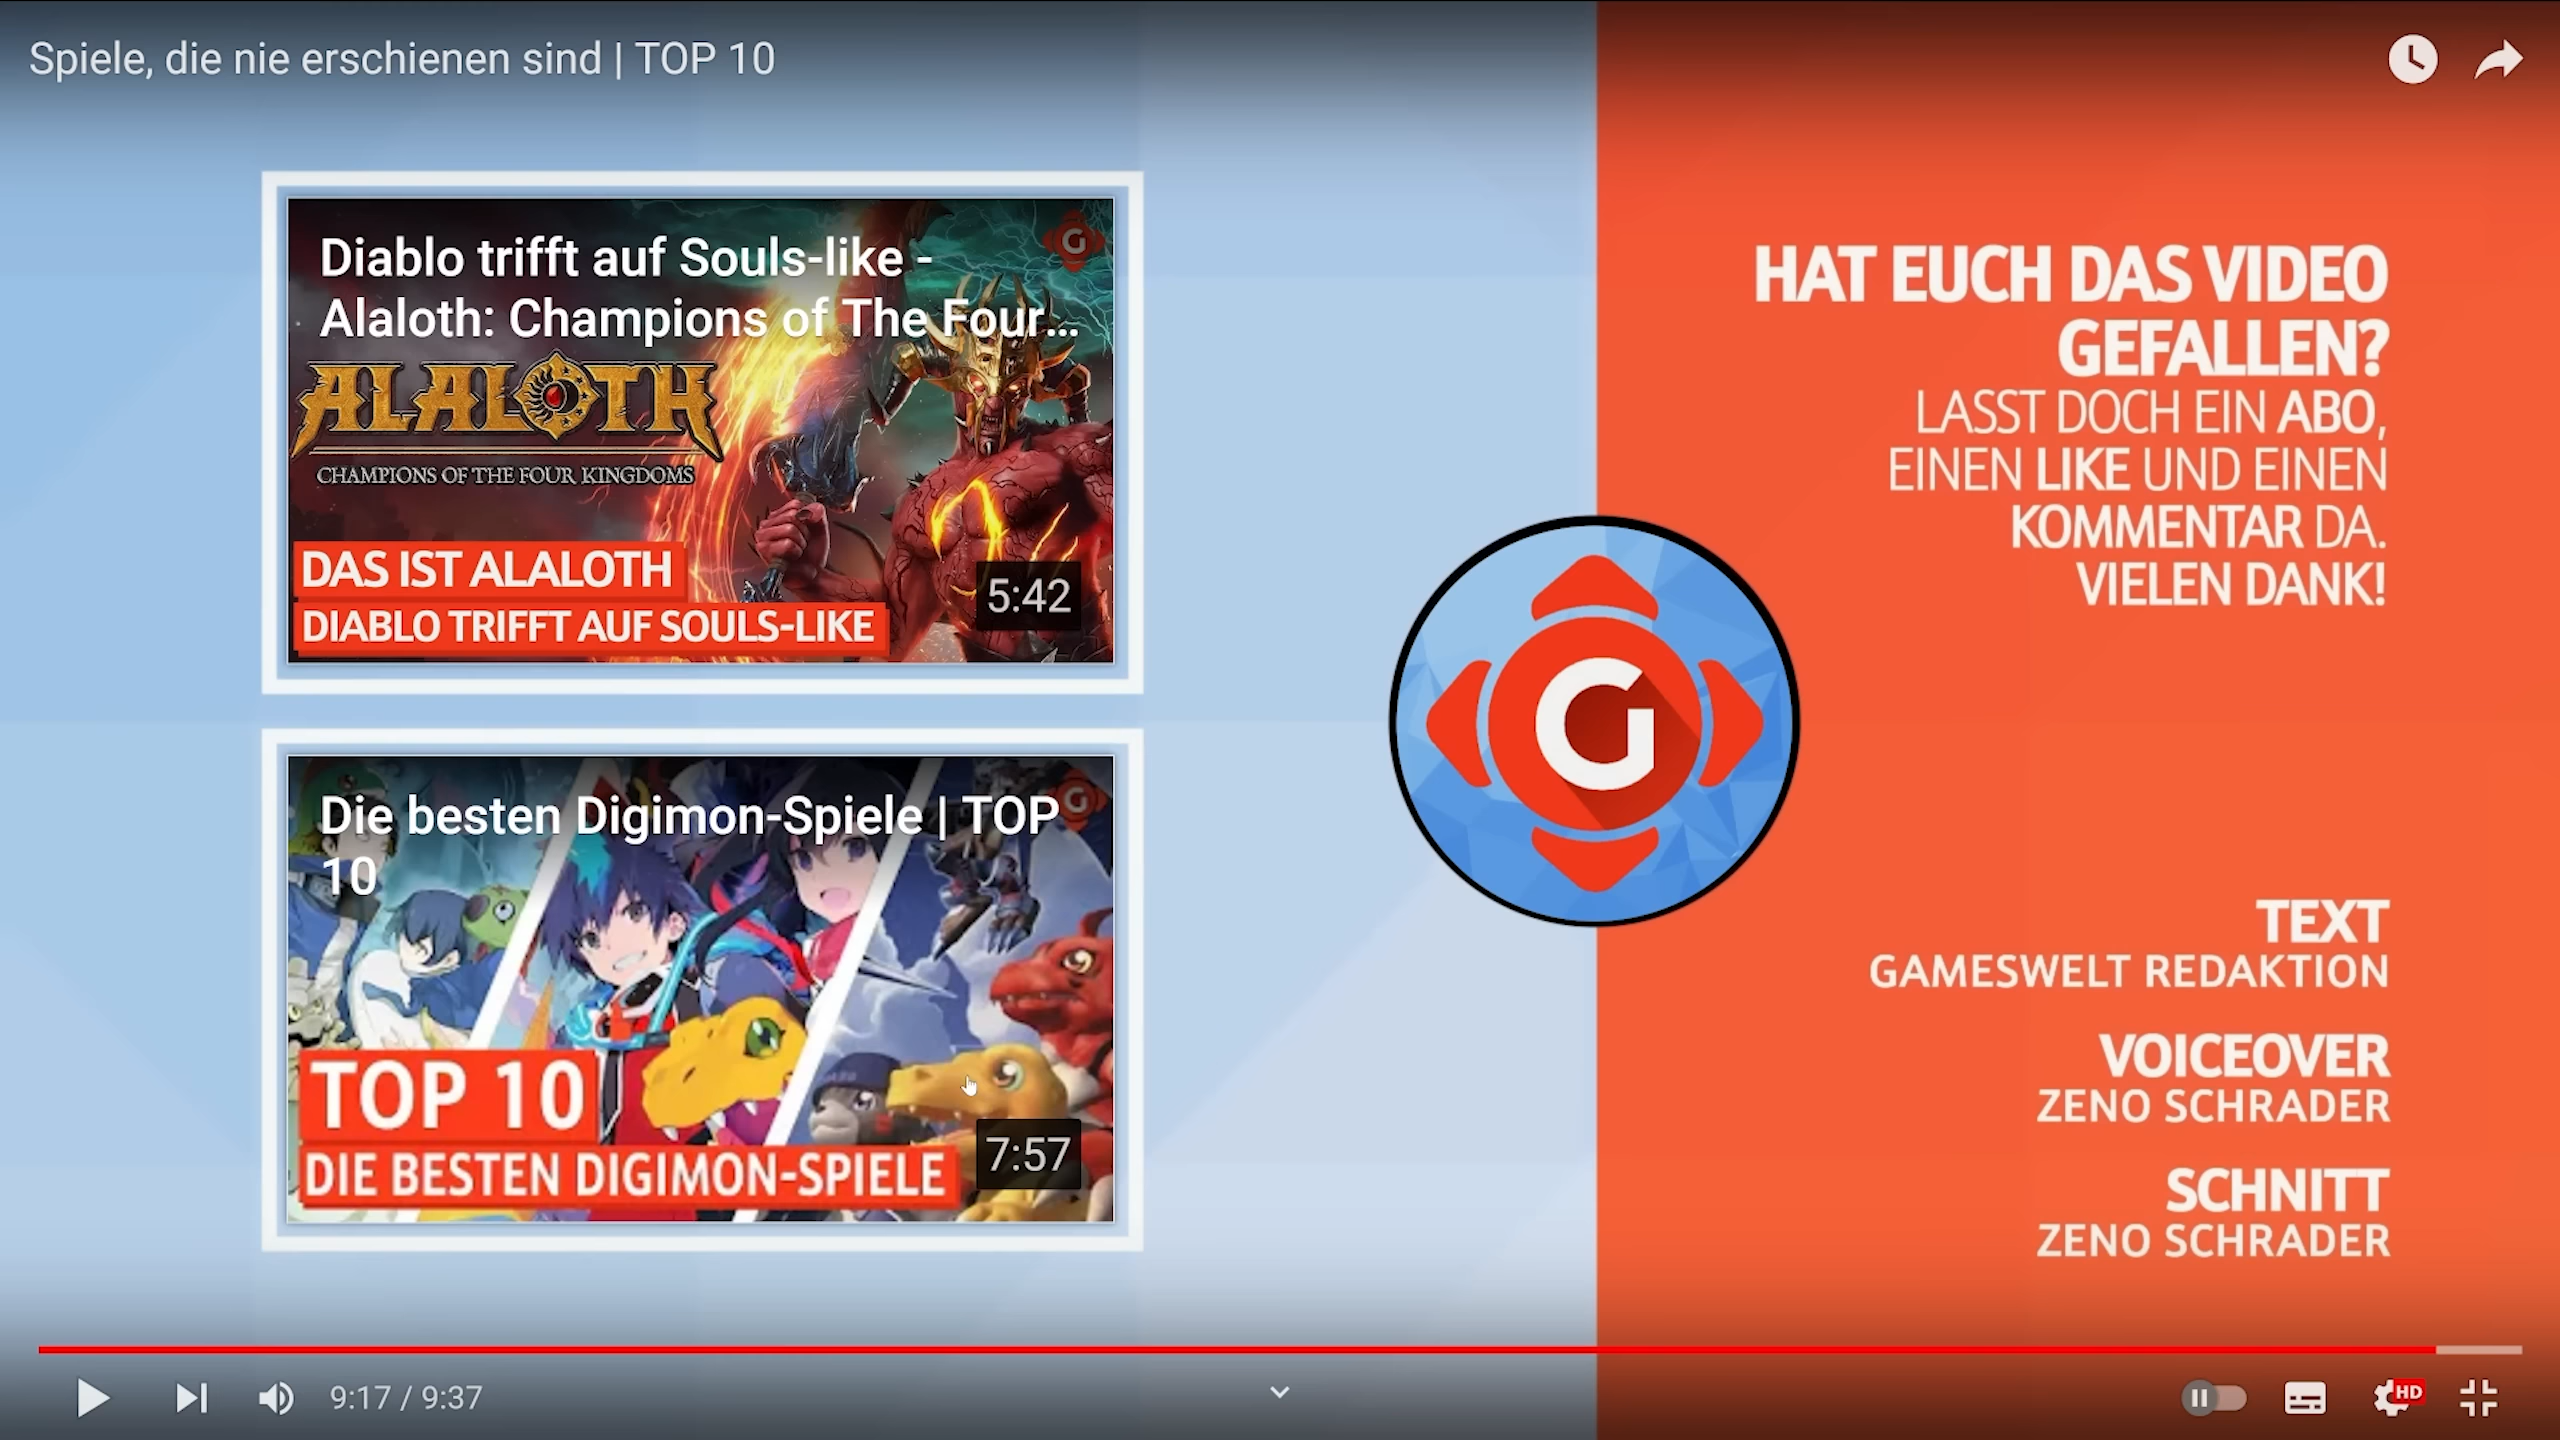 Spiele, die nie erschienen sind | TOP 10
Diablo trifft auf Souls-like -
Alaloth: Champions of The Four...
ALALOTH
CHAMPIONS OF THE FOUR KINGDOMS
DAS IST ALALOTH
DIABLO TRIFFT AUF SOULS-LIKE
5:42
Die besten Digimon-Spiele | TOP
10
TOP 10
DIE BESTEN DIGIMON-SPIELE
7:57
G
HAT EUCH DAS VIDEO
GEFALLEN?
LASST DOCH EIN ABO,
EINEN LIKE UND EINEN
KOMMENTAR DA.
VIELEN DANK!
TEXT
GAMESWELT REDAKTION
VOICEOVER
ZENO SCHRADER
SCHNITT
ZENO SCHRADER
9:17 / 9:37
HD